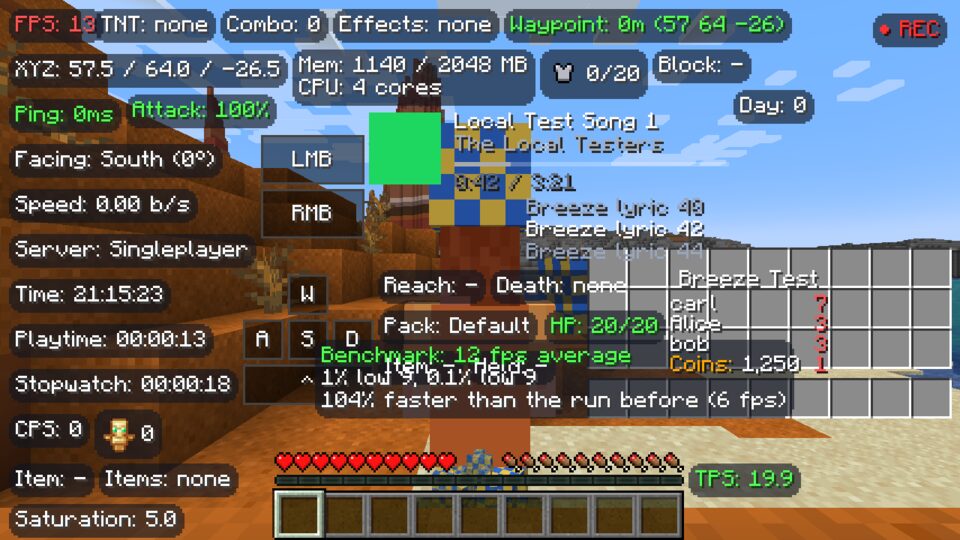 FPS: 13
TNT: none
Combo: 0
Effects: none
Waypoint: 0m (57 64 -26)
REC
XYZ: 57.5 / 64.0 / -26.5
Mem: 1140 / 2048 MB
CPU: 4 cores
0/20
Block: -
Day: 0
Ping: 0ms
Attack: 100%
Local Test Song 1
The Local Testers
0:42 / 3:21
Facing: South (0°)
LMB
Speed: 0.00 b/s
RMB
Breeze lyric 40
Breeze lyric 42
Breeze lyric 44
Server: Singleplayer
Reach: -
Death: none
Breeze Test
Time: 21:15:23
W
carl 7
Alice 3
bob 3
Coins: 1,250 1
Playtime: 00:00:13
A
S
D
Pack: Default
HP: 20/20
Benchmark: 12 fps average
1% low 9, 0.1% low 9
104% faster than the run before (6 fps)
Stopwatch: 00:00:18
^
CPS: 0
0
Item: -
Items: none
TPS: 19.9
Saturation: 5.0